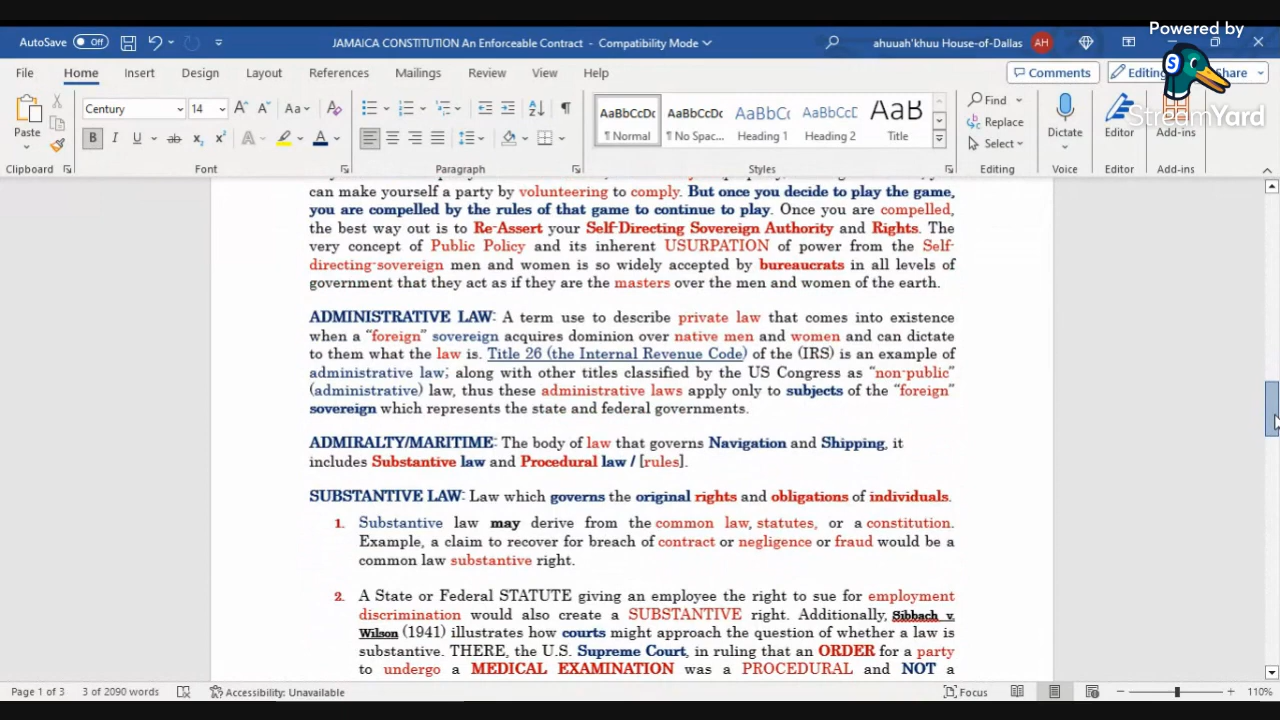 Powered by
StreamYard
AutoSave Off JAMAICA CONSTITUTION An Enforceable Contract - Compatibility Mode ahuuah'khuu House-of-Dallas AH
File Home Insert Design Layout References Mailings Review View Help Comments Editing Share
Paste Century 14 Aa AaBbCcDc AaBbCcDc AaBbCc AaBbCcD AaB Find Replace Select Dictate Editor Add-ins
B I U ab x₂ x² A ¶ Normal ¶ No Spac... Heading 1 Heading 2 Title
Clipboard Font Paragraph Styles Editing Voice Editor Add-ins
can make yourself a party by volunteering to comply. But once you decide to play the game,
you are compelled by the rules of that game to continue to play. Once you are compelled,
the best way out is to Re-Assert your Self-Directing Sovereign Authority and Rights. The
very concept of Public Policy and its inherent USURPATION of power from the Self-
directing-sovereign men and women is so widely accepted by bureaucrats in all levels of
government that they act as if they are the masters over the men and women of the earth.
ADMINISTRATIVE LAW: A term use to describe private law that comes into existence
when a “foreign” sovereign acquires dominion over native men and women and can dictate
to them what the law is. Title 26 (the Internal Revenue Code) of the (IRS) is an example of
administrative law; along with other titles classified by the US Congress as “non-public”
(administrative) law, thus these administrative laws apply only to subjects of the “foreign”
sovereign which represents the state and federal governments.
ADMIRALTY/MARITIME: The body of law that governs Navigation and Shipping, it
includes Substantive law and Procedural law / [rules].
SUBSTANTIVE LAW: Law which governs the original rights and obligations of individuals.
1. Substantive law may derive from the common law, statutes, or a constitution.
Example, a claim to recover for breach of contract or negligence or fraud would be a
common law substantive right.
2. A State or Federal STATUTE giving an employee the right to sue for employment
discrimination would also create a SUBSTANTIVE right. Additionally, Sibbach v.
Wilson (1941) illustrates how courts might approach the question of whether a law is
substantive. THERE, the U.S. Supreme Court, in ruling that an ORDER for a party
to undergo a MEDICAL EXAMINATION was a PROCEDURAL and NOT a
Page 1 of 3 3 of 2090 words Accessibility: Unavailable Focus 110%